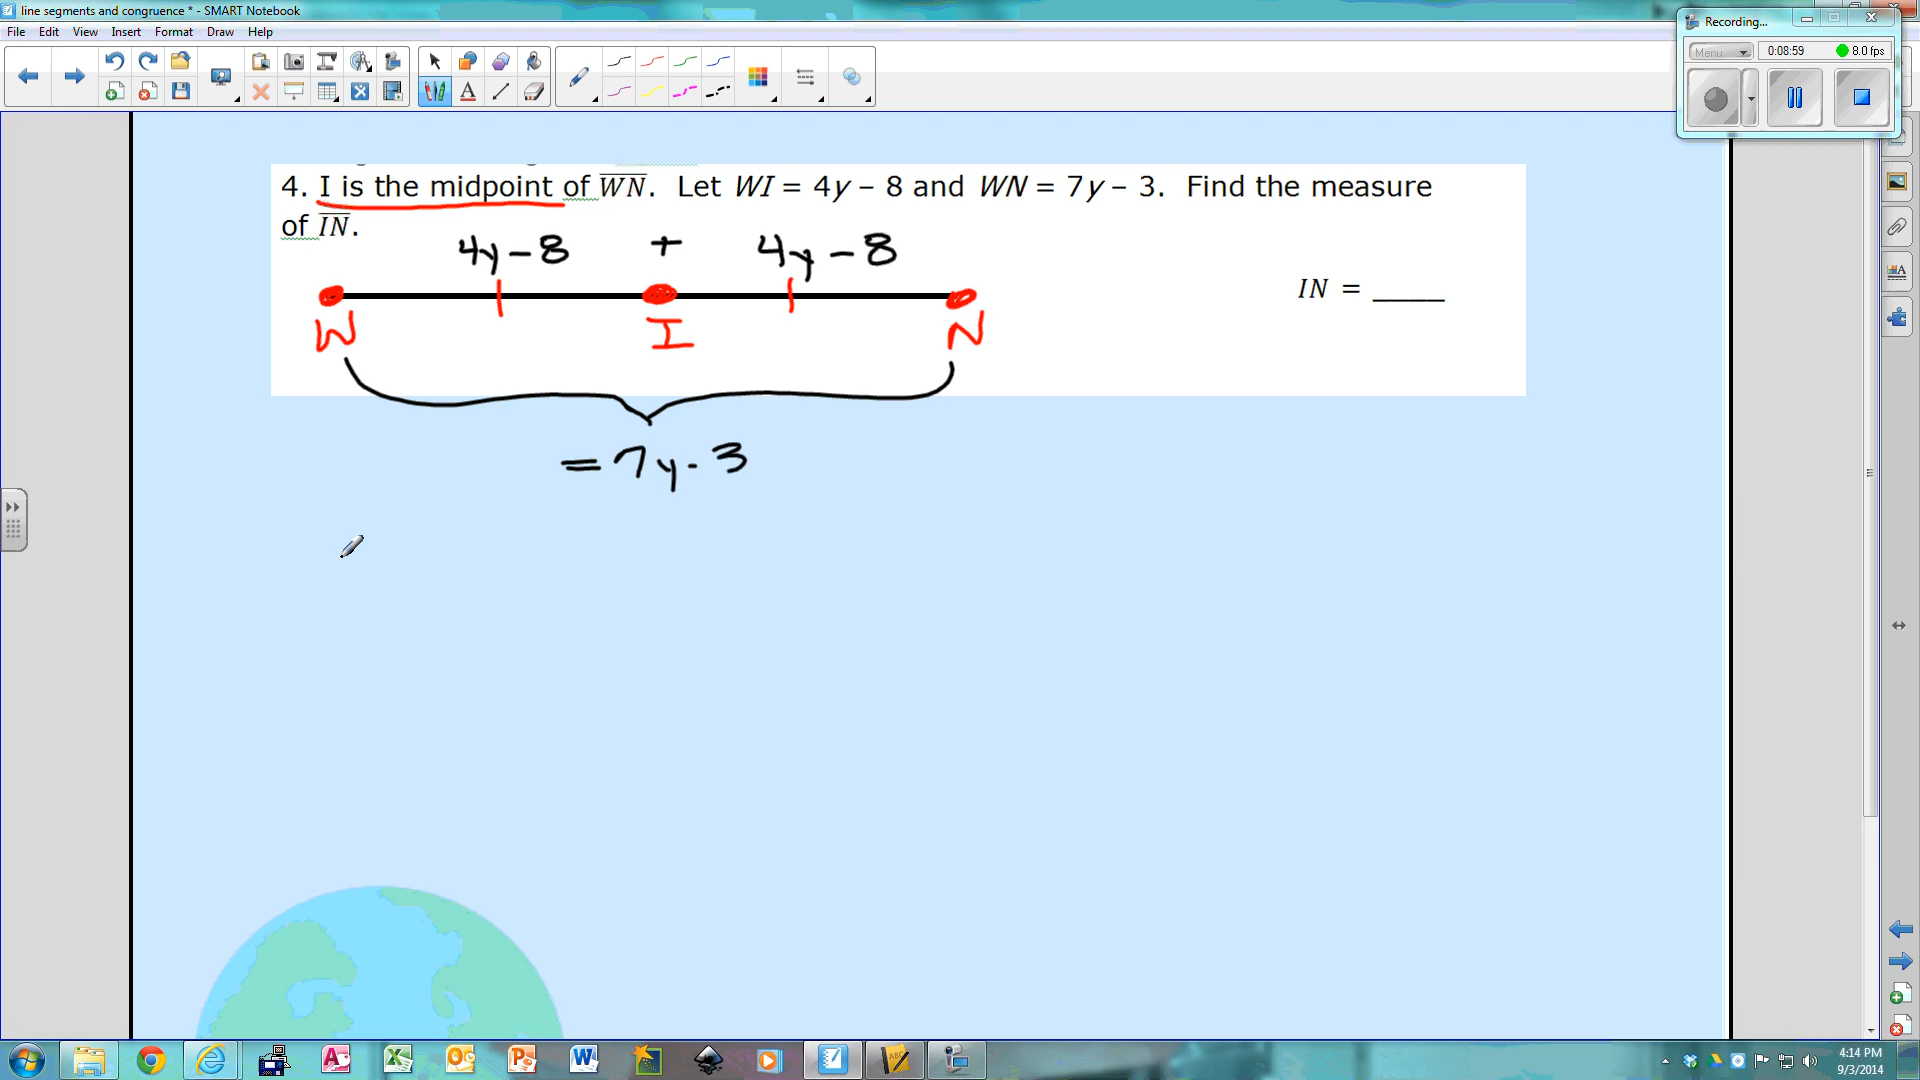 line segments and congruence * - SMART Notebook
File Edit View Insert Format Draw Help
Recording...
Menu 0:08:59 8.0 fps
4. I is the midpoint of WN. Let WI = 4y – 8 and WN = 7y – 3. Find the measure
of IN.
4y – 8 + 4y – 8
IN = ____
W I N
= 7y - 3
4:14 PM
9/3/2014